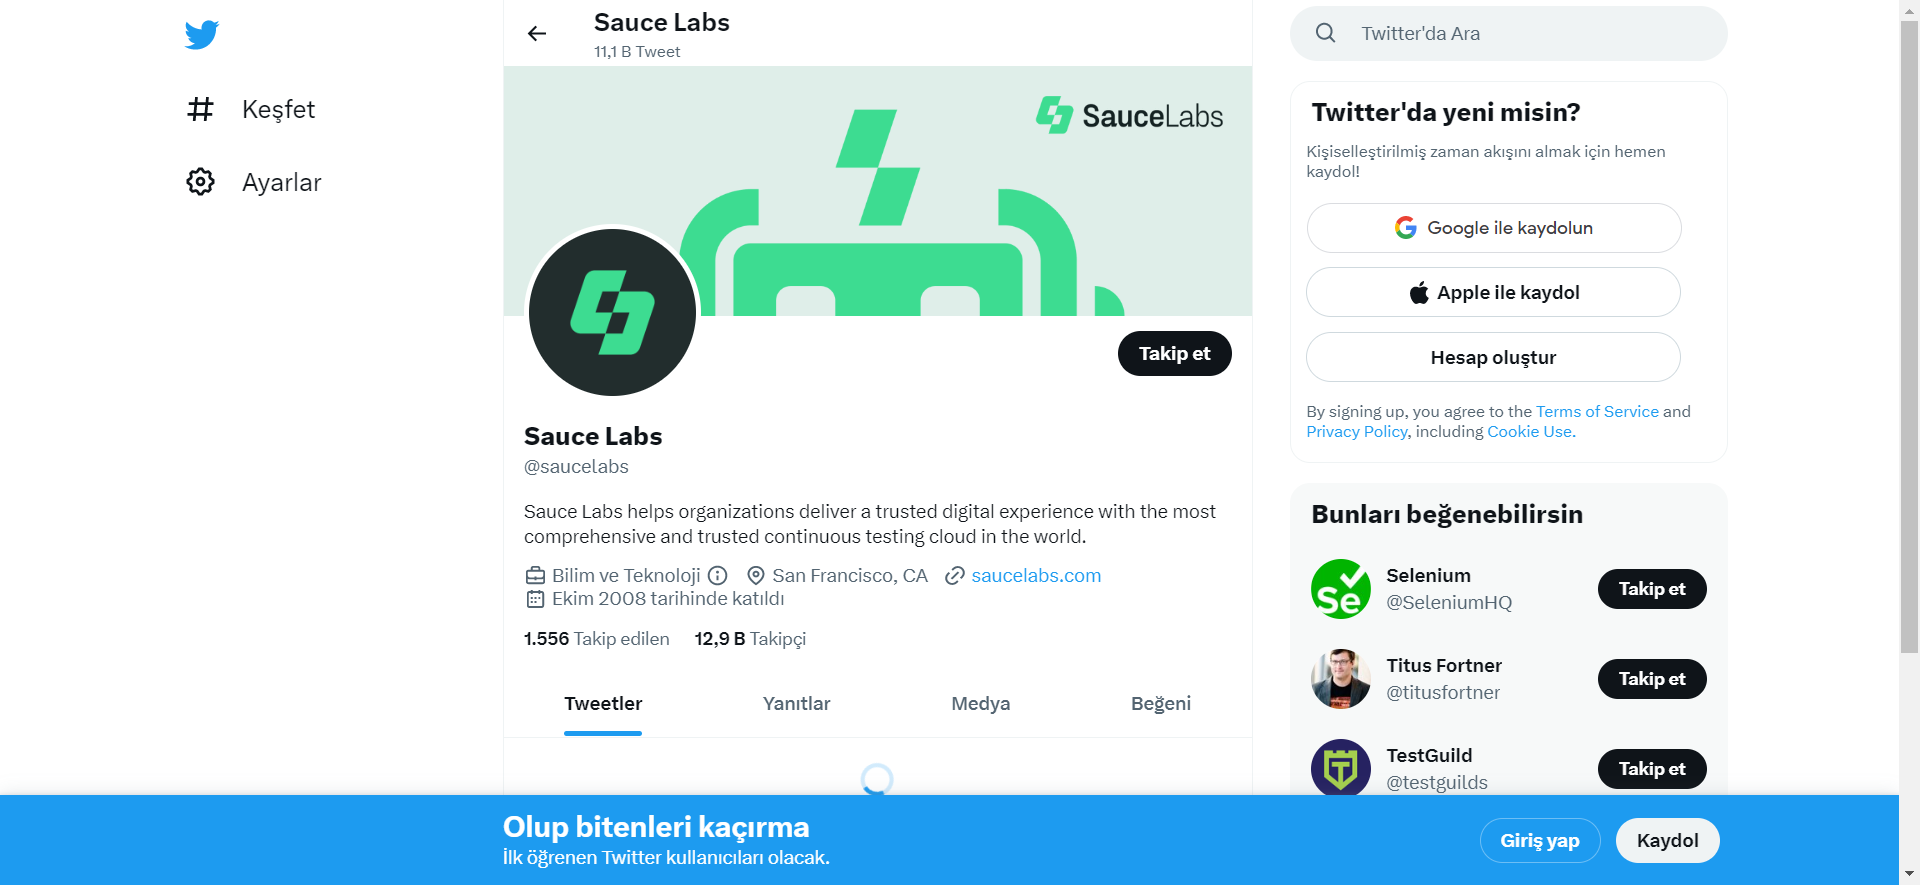 Keşfet
Ayarlar
Sauce Labs
11,1 B Tweet
SauceLabs
Takip et
Sauce Labs
@saucelabs
Sauce Labs helps organizations deliver a trusted digital experience with the most
comprehensive and trusted continuous testing cloud in the world.
Bilim ve Teknoloji San Francisco, CA saucelabs.com
Ekim 2008 tarihinde katıldı
1.556 Takip edilen 12,9 B Takipçi
Tweetler Yanıtlar Medya Beğeni
Twitter'da Ara
Twitter'da yeni misin?
Kişiselleştirilmiş zaman akışını almak için hemen
kaydol!
Google ile kaydolun
Apple ile kaydol
Hesap oluştur
By signing up, you agree to the Terms of Service and
Privacy Policy, including Cookie Use.
Bunları beğenebilirsin
Se
Selenium
@SeleniumHQ
Takip et
Titus Fortner
@titusfortner
Takip et
T
TestGuild
@testguilds
Takip et
Olup bitenleri kaçırma
İlk öğrenen Twitter kullanıcıları olacak.
Giriş yap
Kaydol